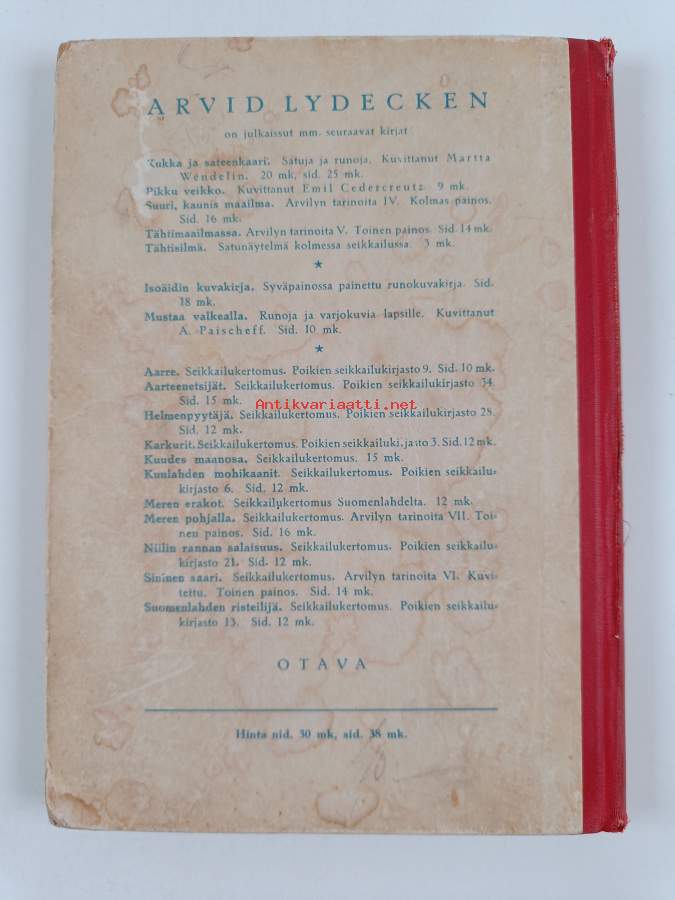 ARVID LYDECKEN
on julkaissut mm. seuraavat kirjat
Kukka ja sateenkaari. Satuja ja runoja. Kuvittanut Martta
Wendelin. 20 mk, sid. 25 mk.
Pikku veikko. Kuvittanut Emil Cedercreutz. 9 mk.
Suuri, kaunis maailma. Arvilyn tarinoita IV. Kolmas painos.
Sid. 16 mk.
Tähtimaailmassa. Arvilyn tarinoita V. Toinen painos. Sid. 14 mk.
Tähtisilmä. Satunäytelmä kolmessa seikkailussa. 3 mk.
★
Isoäidin kuvakirja. Syväpainossa painettu runokuvakirja. Sid.
18 mk.
Mustaa valkealla. Runoja ja varjokuvia lapsille. Kuvittanut
A. Paischeff. Sid. 10 mk.
★
Aarre. Seikkailukertomus. Poikien seikkailukirjasto 9. Sid. 10 mk.
Aarteenetsijät. Seikkailukertomus. Poikien seikkailukirjasto 34.
Sid. 15 mk.
Antikvariaatti.net
Helmenpyytäjä. Seikkailukertomus. Poikien seikkailukirjasto 28.
Sid. 12 mk.
Karkurit. Seikkailukertomus. Poikien seikkailukirjasto 3. Sid. 12 mk.
Kuudes maanosa. Seikkailukertomus. 15 mk.
Kuulahden mohikaanit. Seikkailukertomus. Poikien seikkailu-
kirjasto 6. Sid. 12 mk.
Meren erakot. Seikkailukertomus Suomenlahdelta. 12 mk.
Meren pohjalla. Seikkailukertomus. Arvilyn tarinoita VII. Toi-
nen painos. Sid. 16 mk.
Niilin rannan salaisuus. Seikkailukertomus. Poikien seikkailu-
kirjasto 21. Sid. 12 mk.
Sininen saari. Seikkailukertomus. Arvilyn tarinoita VI. Kuvi-
tettu. Toinen painos. Sid. 14 mk.
Suomenlahden risteilijä. Seikkailukertomus. Poikien seikkailu-
kirjasto 13. Sid. 12 mk.
OTAVA
Hinta nid. 30 mk, sid. 38 mk.